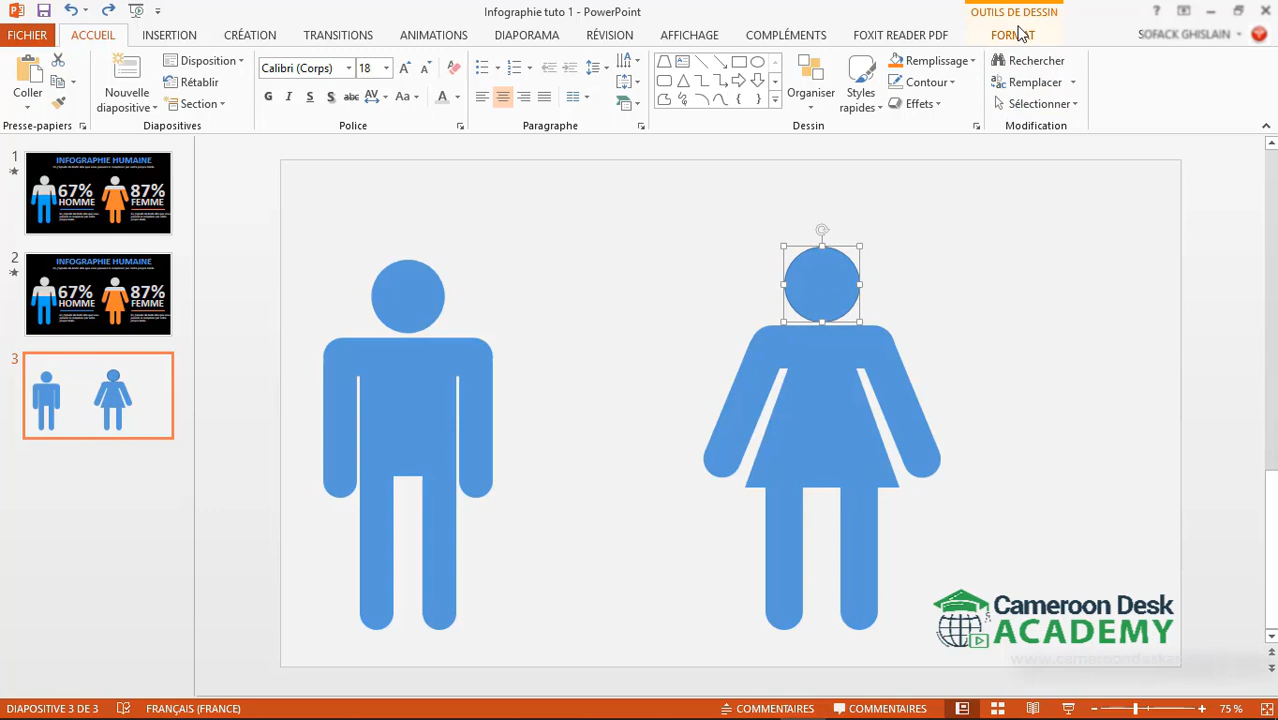 Infographie tuto 1 - PowerPoint
OUTILS DE DESSIN
FICHIER
ACCUEIL
INSERTION
CRÉATION
TRANSITIONS
ANIMATIONS
DIAPORAMA
RÉVISION
AFFICHAGE
COMPLÉMENTS
FOXIT READER PDF
FORMAT
SOFACK GHISLAIN
Coller
Nouvelle
diapositive
Disposition
Rétablir
Section
Calibri (Corps)
18
Organiser
Styles
rapides
Remplissage
Contour
Effets
Rechercher
Remplacer
Sélectionner
Presse-papiers
Diapositives
Police
Paragraphe
Dessin
Modification
1
INFOGRAPHIE HUMAINE
67%
HOMME
87%
FEMME
2
INFOGRAPHIE HUMAINE
67%
HOMME
87%
FEMME
3
Cameroon Desk
ACADEMY
DIAPOSITIVE 3 DE 3
FRANÇAIS (FRANCE)
COMMENTAIRES
COMMENTAIRES
75 %